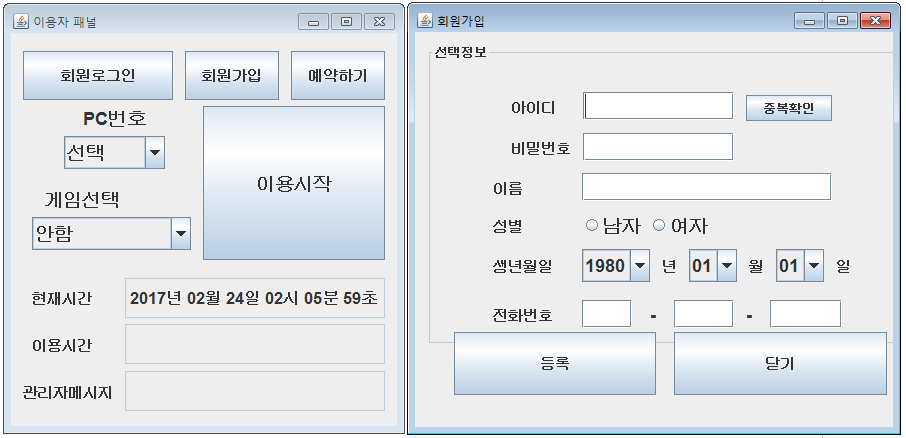 이용자 패널
회원로그인 회원가입 예약하기
PC번호
선택
이용시작
게임선택
안함
현재시간 2017년 02월 24일 02시 05분 59초
이용시간
관리자메시지
회원가입
선택정보
아이디 중복확인
비밀번호
이름
성별 남자 여자
생년월일 1980 년 01 월 01 일
전화번호 - -
등록 닫기